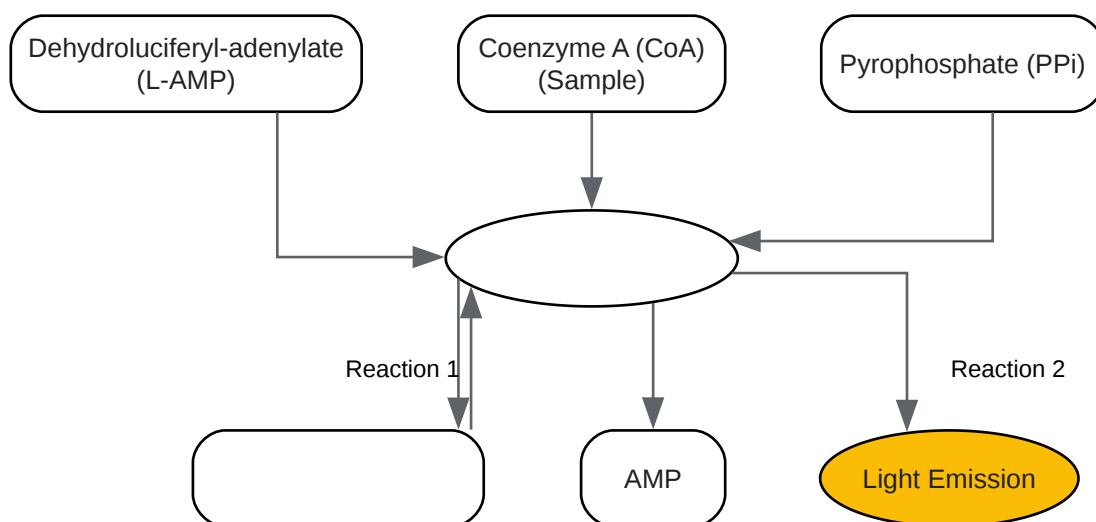 Dehydroluciferyl-adenylate
(L-AMP)
Coenzyme A (CoA)
(Sample)
Pyrophosphate (PPi)
Reaction 1
Reaction 2
AMP
Light Emission